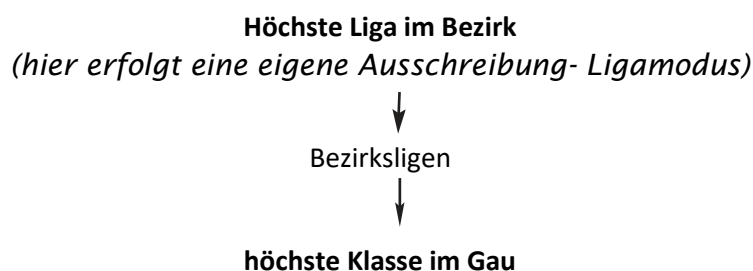 Höchste Liga im Bezirk
(hier erfolgt eine eigene Ausschreibung- Ligamodus)
Bezirksligen
höchste Klasse im Gau